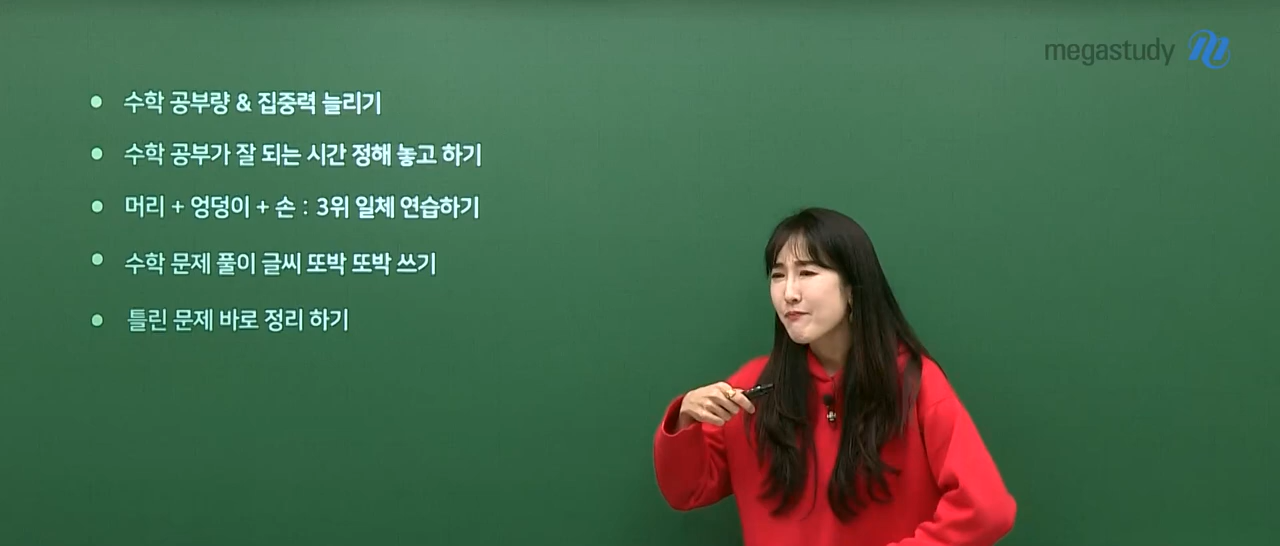 megastudy
수학 공부량 & 집중력 늘리기
수학 공부가 잘 되는 시간 정해 놓고 하기
머리 + 엉덩이 + 손 : 3위 일체 연습하기
수학 문제 풀이 글씨 또박 또박 쓰기
틀린 문제 바로 정리 하기